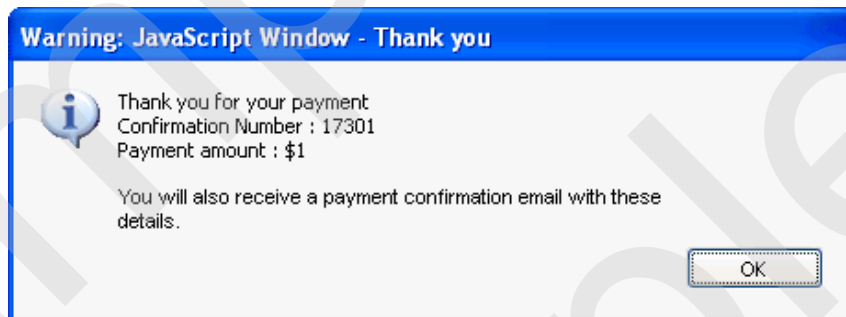 Warning: JavaScript Window - Thank you
Thank you for your payment
Confirmation Number : 17301
Payment amount : $1
You will also receive a payment confirmation email with these
details.
OK